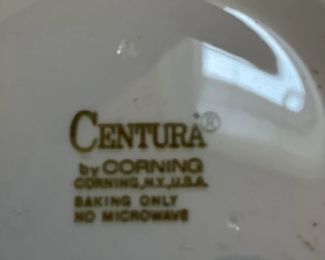 CENTURA®
by CORNING
CORNING, N.Y., U.S.A.
BAKING ONLY
NO MICROWAVE